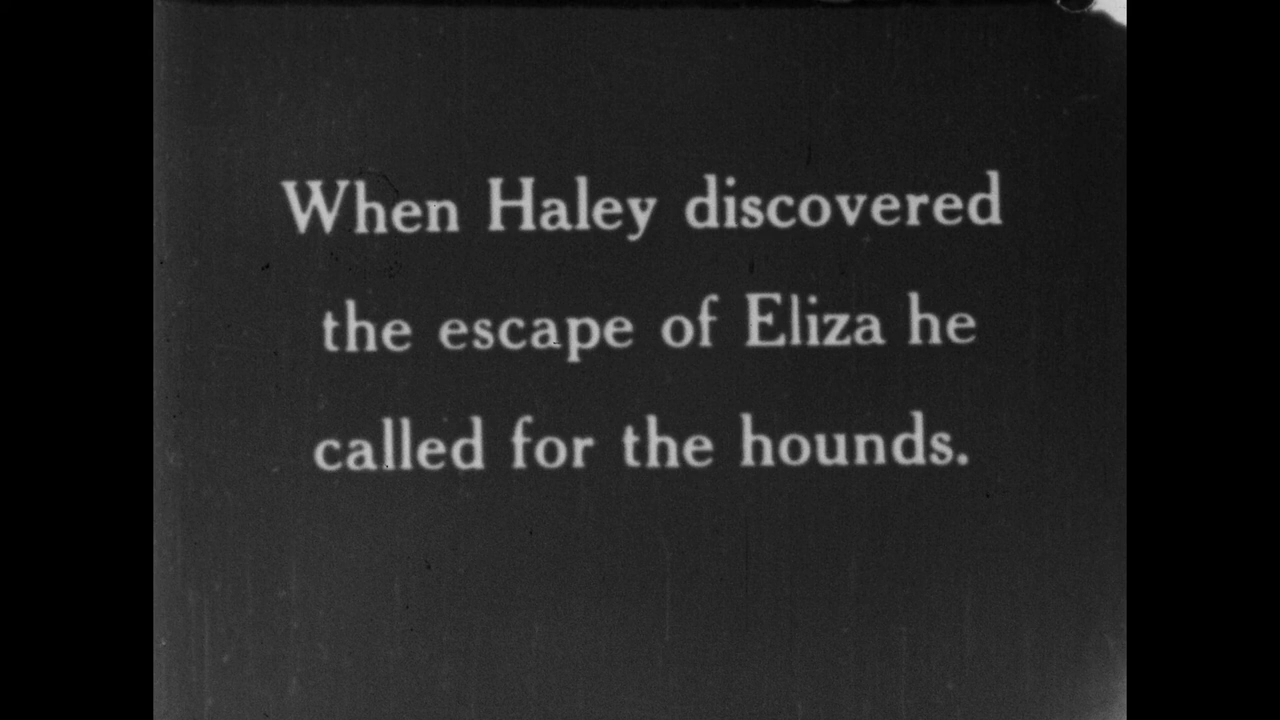 When Haley discovered
the escape of Eliza he
called for the hounds.